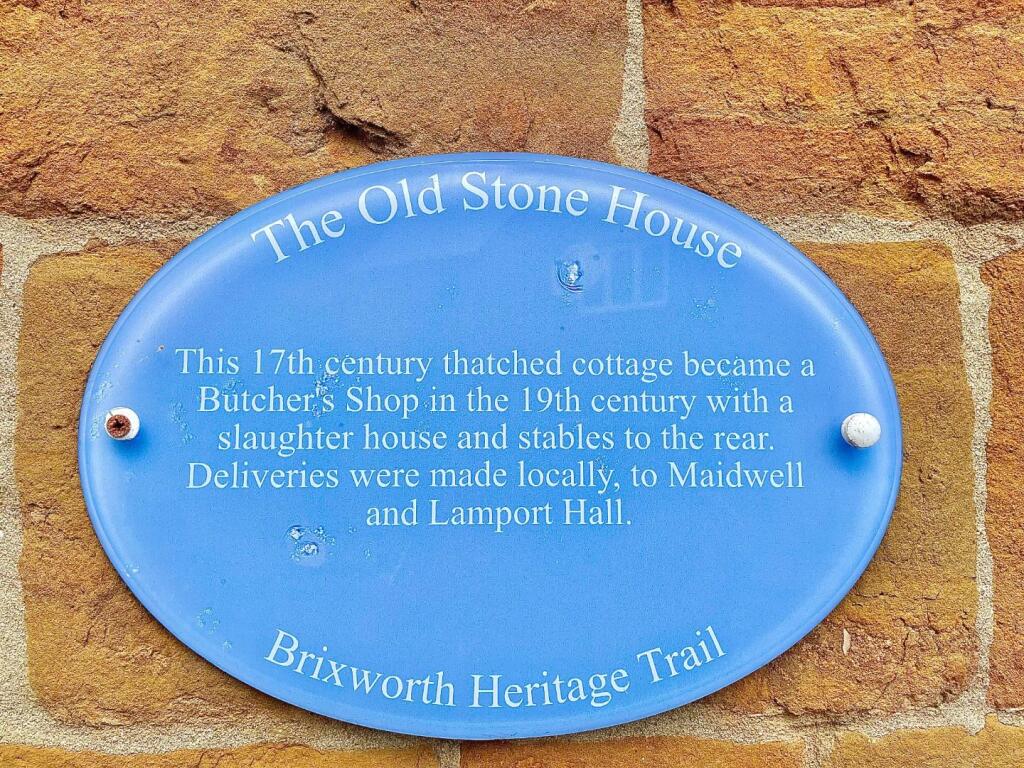 The Old Stone House
This 17th century thatched cottage became a
Butcher's Shop in the 19th century with a
slaughter house and stables to the rear.
Deliveries were made locally, to Maidwell
and Lamport Hall.
Brixworth Heritage Trail